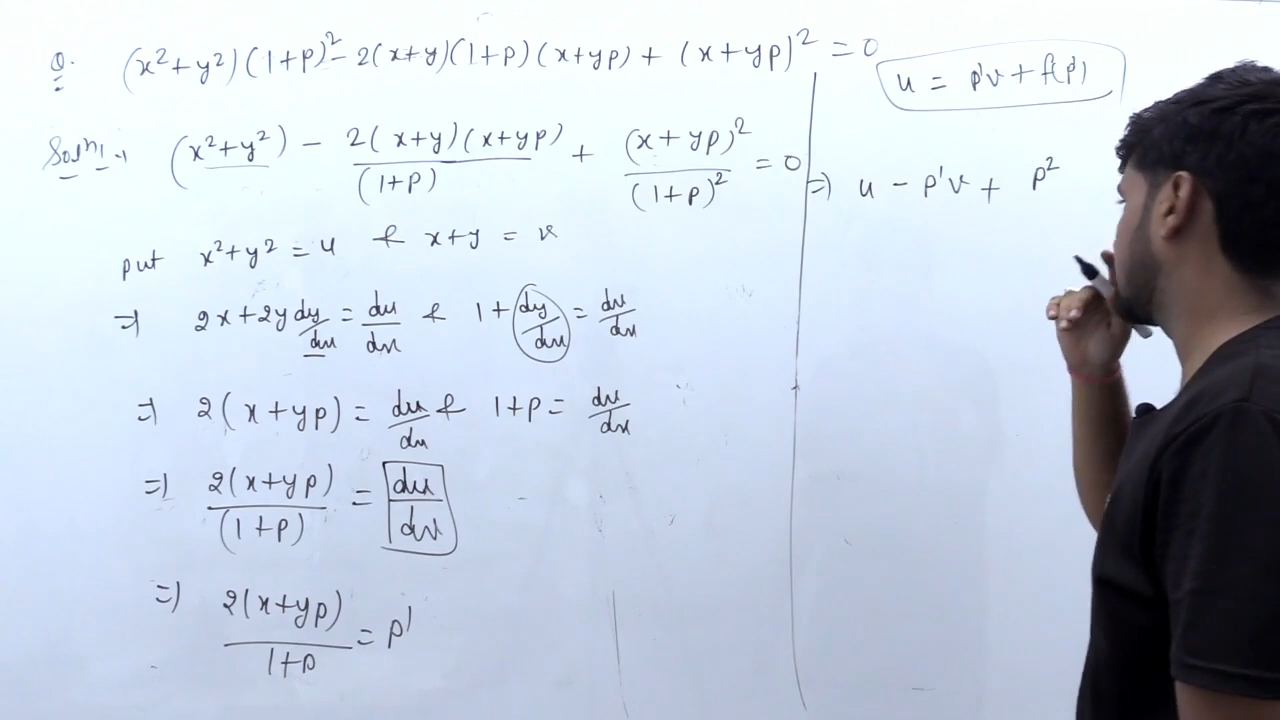 Q. (x²+y²)(1+p)² - 2(x+y)(1+p)(x+yp) + (x+yp)² = 0
Solⁿ:- (x²+y²) - 2(x+y)(x+yp)/(1+p) + (x+yp)²/(1+p)² = 0
put x²+y² = u & x+y = v
=> 2x+2y dy/dx = du/dx & 1+ dy/dx = dv/dx
=> 2(x+yp) = du/dx & 1+p = dv/dx
=> 2(x+yp)/(1+p) = du/dv
=> 2(x+yp)/1+p = p'
u = p'v + f(p')
=> u - p'v + p²